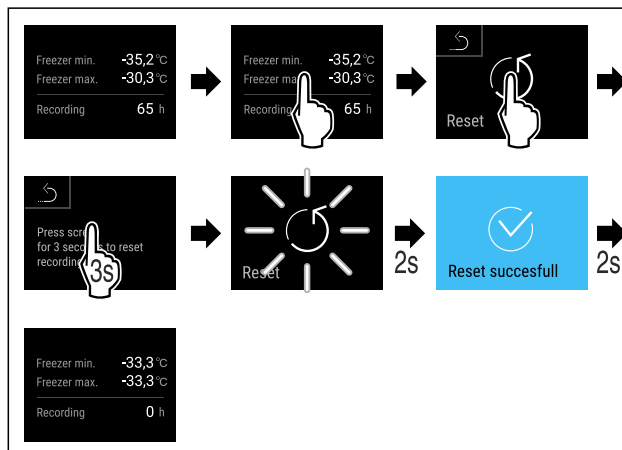 Freezer min. -35,2 °C
Freezer max. -30,3 °C
Recording 65 h
Freezer min. -35,2 °C
Freezer -30,3 °C
Recording 65 h
Reset
Press
for 3 to reset
3s
Reset
2s
Reset succesfull
2s
Freezer min. -33,3 °C
Freezer max. -33,3 °C
Recording 0 h